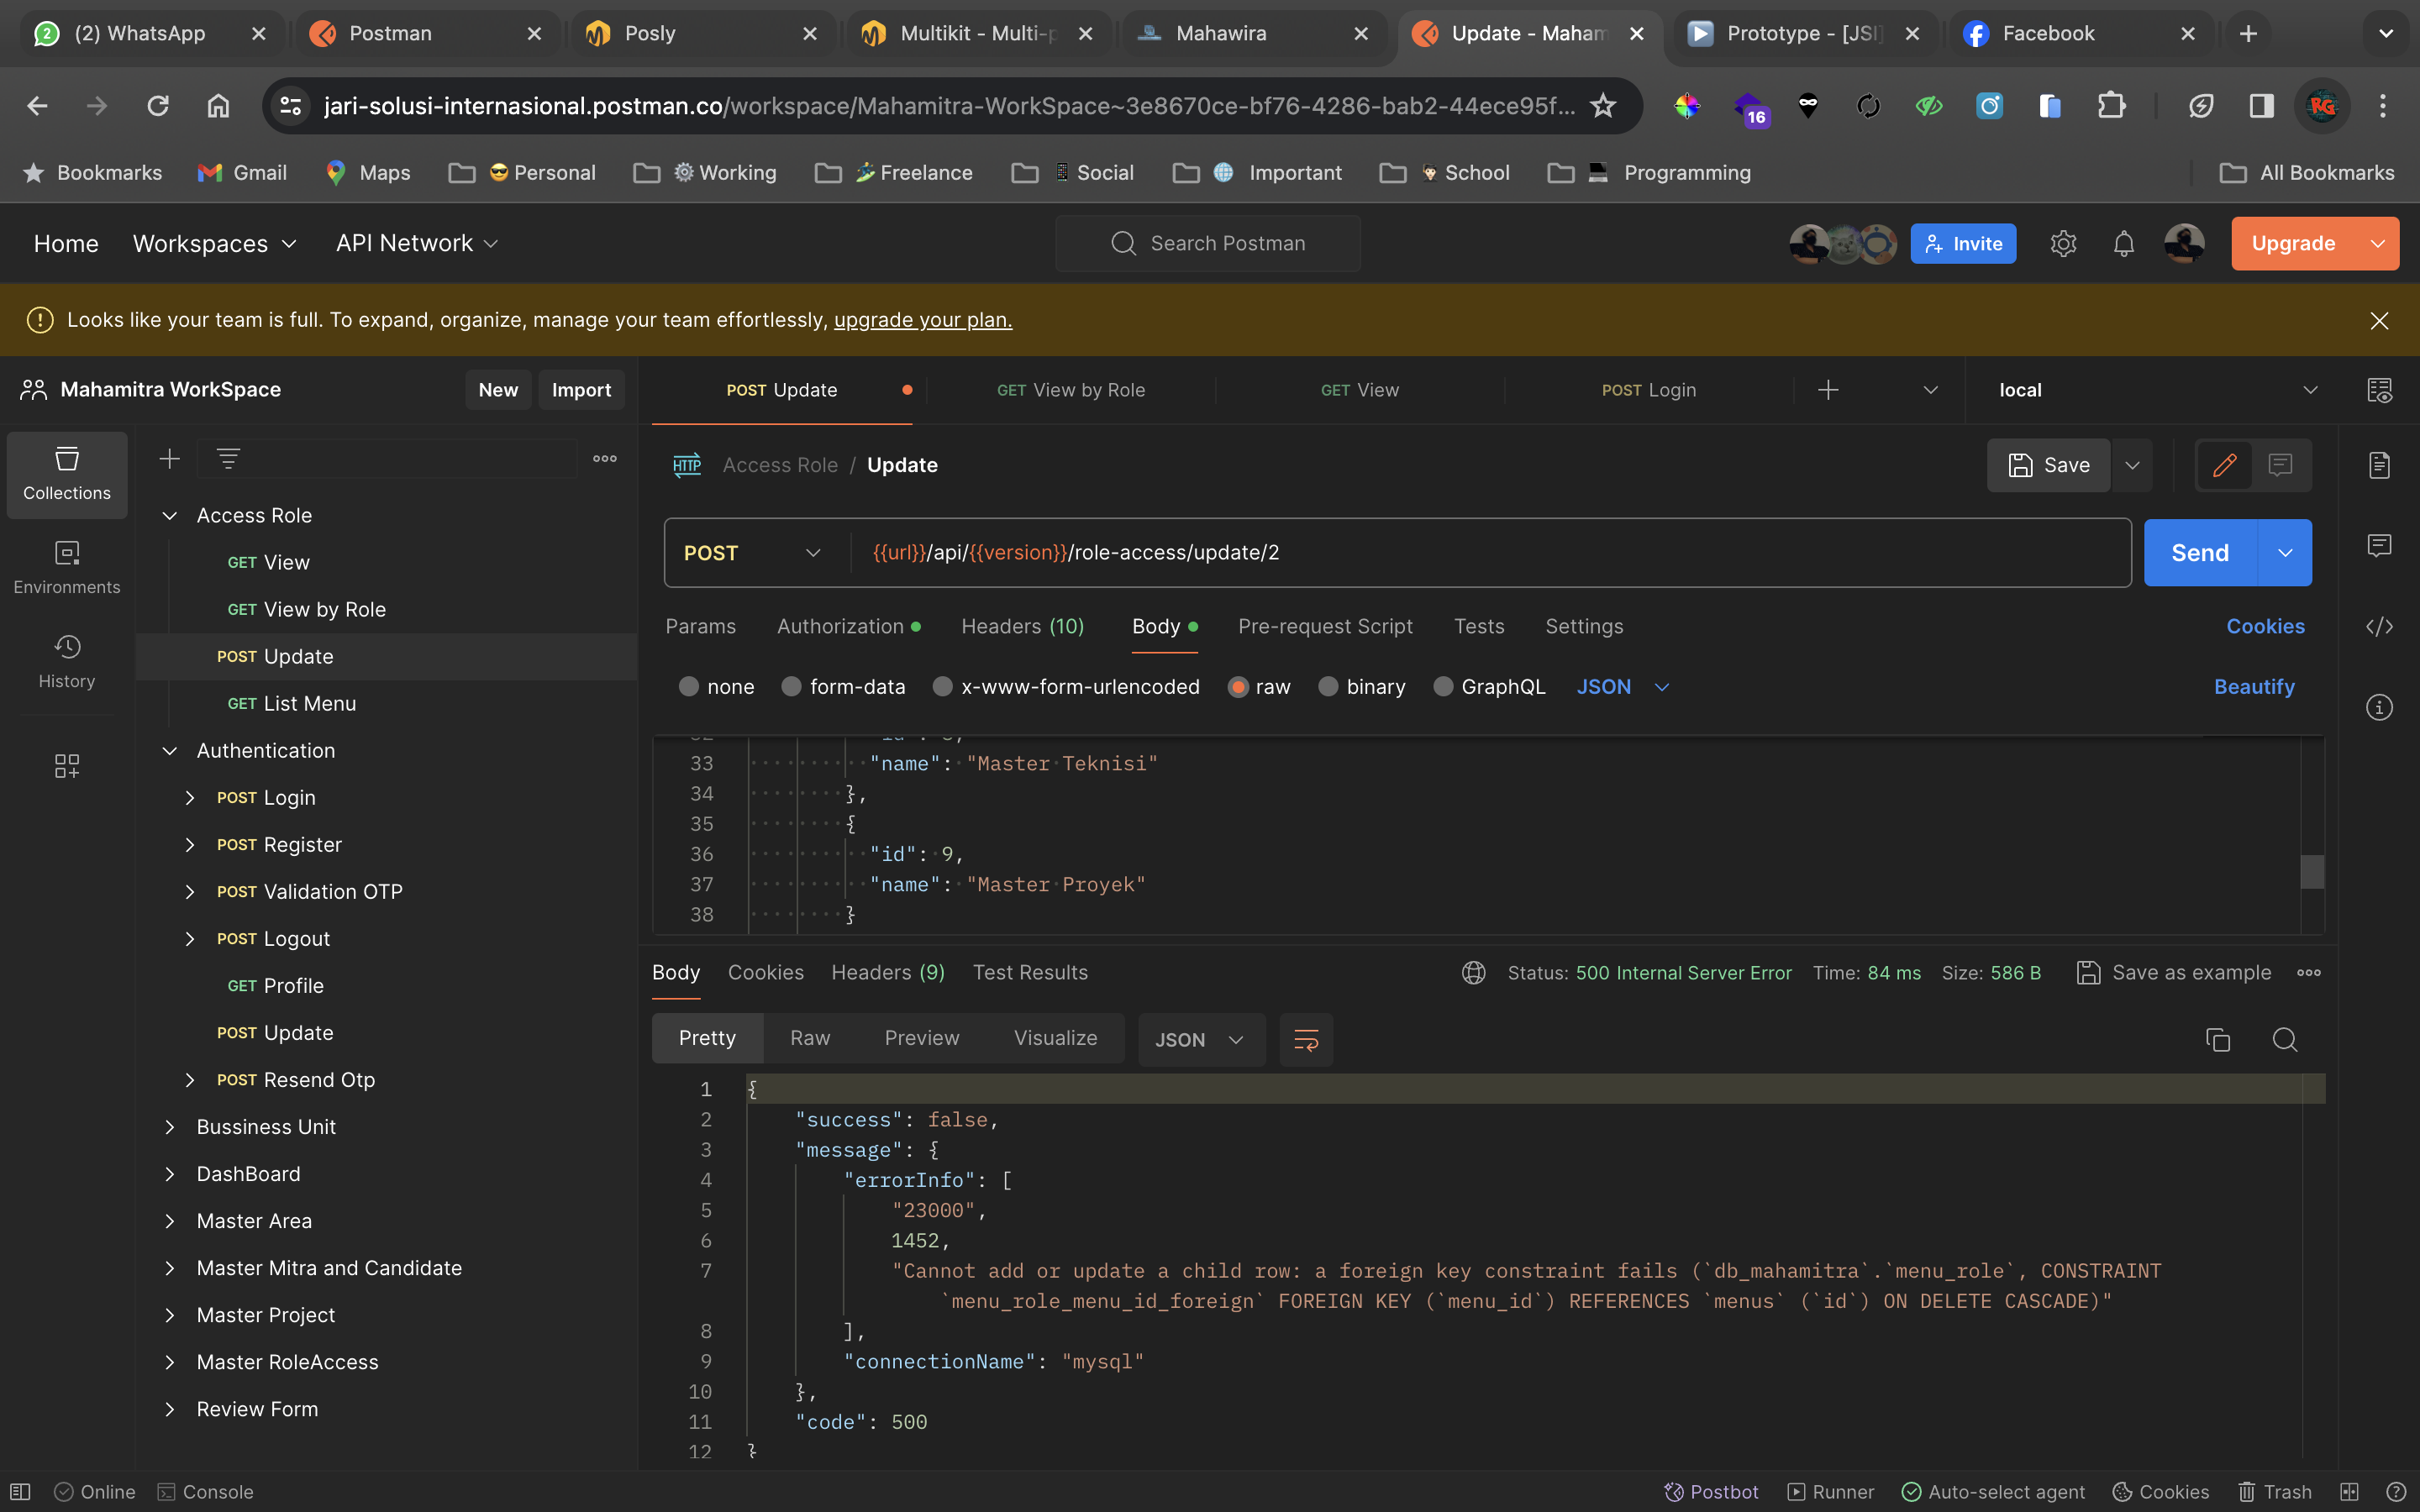 (2) WhatsApp
Postman
Posly
Multikit - Multi-p
Mahawira
Update - Maham
Prototype - [JSI]
Facebook
jari-solusi-internasional.postman.co/workspace/Mahamitra-WorkSpace~3e8670ce-bf76-4286-bab2-44ece95f...
16
RG
Bookmarks
Gmail
Maps
Personal
Working
Freelance
Social
Important
School
Programming
All Bookmarks
Home
Workspaces
API Network
Search Postman
Invite
Upgrade
Looks like your team is full. To expand, organize, manage your team effortlessly, upgrade your plan.
Mahamitra WorkSpace
New
Import
POST Update
GET View by Role
GET View
POST Login
local
Collections
Environments
History
Access Role
GET View
GET View by Role
POST Update
GET List Menu
Authentication
POST Login
POST Register
POST Validation OTP
POST Logout
GET Profile
POST Update
POST Resend Otp
Bussiness Unit
DashBoard
Master Area
Master Mitra and Candidate
Master Project
Master RoleAccess
Review Form
HTTP
Access Role / Update
Save
POST
{{url}}/api/{{version}}/role-access/update/2
Send
Params
Authorization
Headers (10)
Body
Pre-request Script
Tests
Settings
Cookies
none
form-data
x-www-form-urlencoded
raw
binary
GraphQL
JSON
Beautify
33 "name": "Master Teknisi"
34 },
35 {
36 "id": 9,
37 "name": "Master Proyek"
38 }
Body
Cookies
Headers (9)
Test Results
Status: 500 Internal Server Error
Time: 84 ms
Size: 586 B
Save as example
Pretty
Raw
Preview
Visualize
JSON
1 {
2 "success": false,
3 "message": {
4 "errorInfo": [
5 "23000",
6 1452,
7 "Cannot add or update a child row: a foreign key constraint fails (`db_mahamitra`.`menu_role`, CONSTRAINT
`menu_role_menu_id_foreign` FOREIGN KEY (`menu_id`) REFERENCES `menus` (`id`) ON DELETE CASCADE)"
8 ],
9 "connectionName": "mysql"
10 },
11 "code": 500
12 }
Online
Console
Postbot
Runner
Auto-select agent
Cookies
Trash